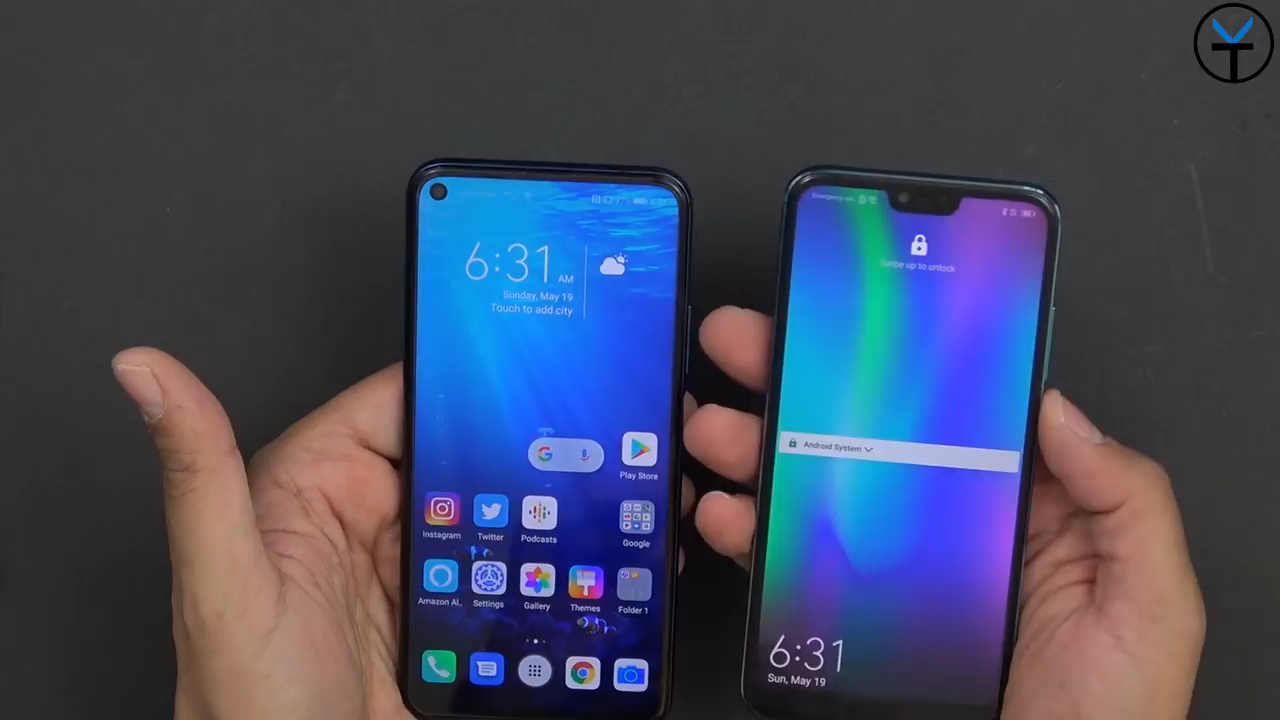 6:31 AM
Sunday, May 19
Touch to add city
Play Store
Instagram
Twitter
Podcasts
Google
Amazon Al..
Settings
Gallery
Themes
Folder 1
Swipe up to unlock
Android System
6:31
Sun, May 19